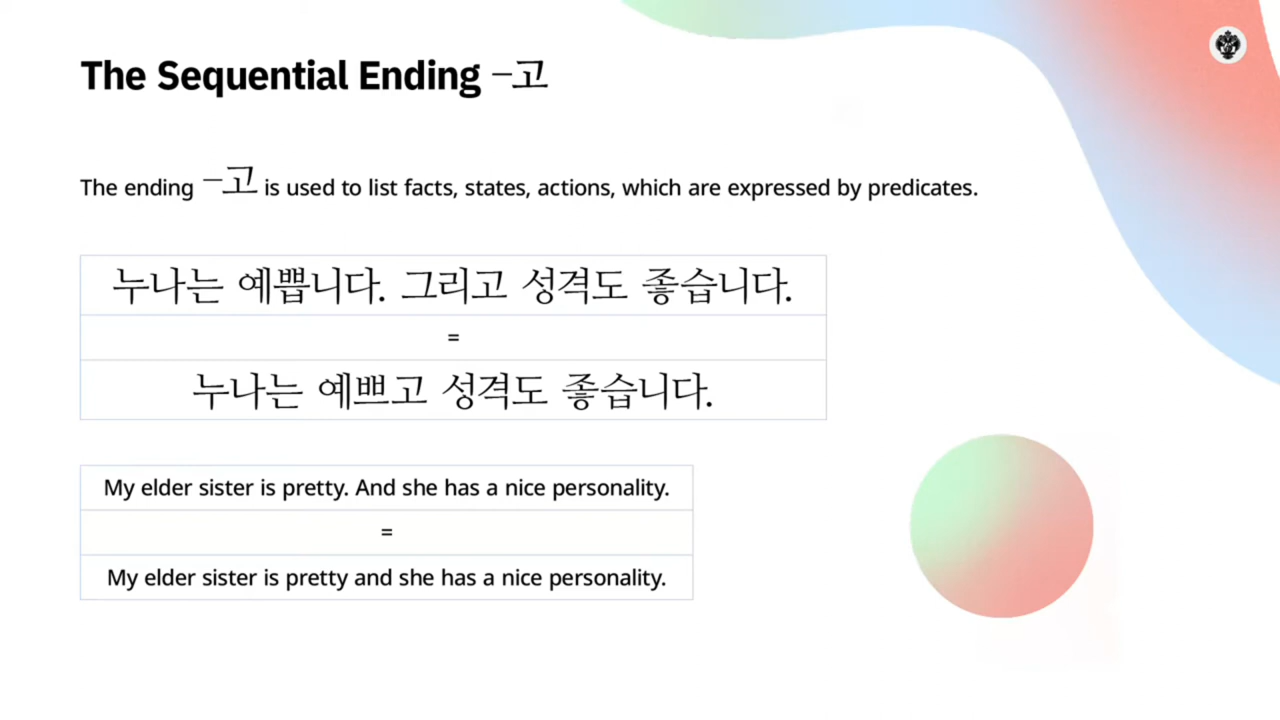 The Sequential Ending –고
The ending –고 is used to list facts, states, actions, which are expressed by predicates.
누나는 예쁩니다. 그리고 성격도 좋습니다.
=
누나는 예쁘고 성격도 좋습니다.
My elder sister is pretty. And she has a nice personality.
=
My elder sister is pretty and she has a nice personality.